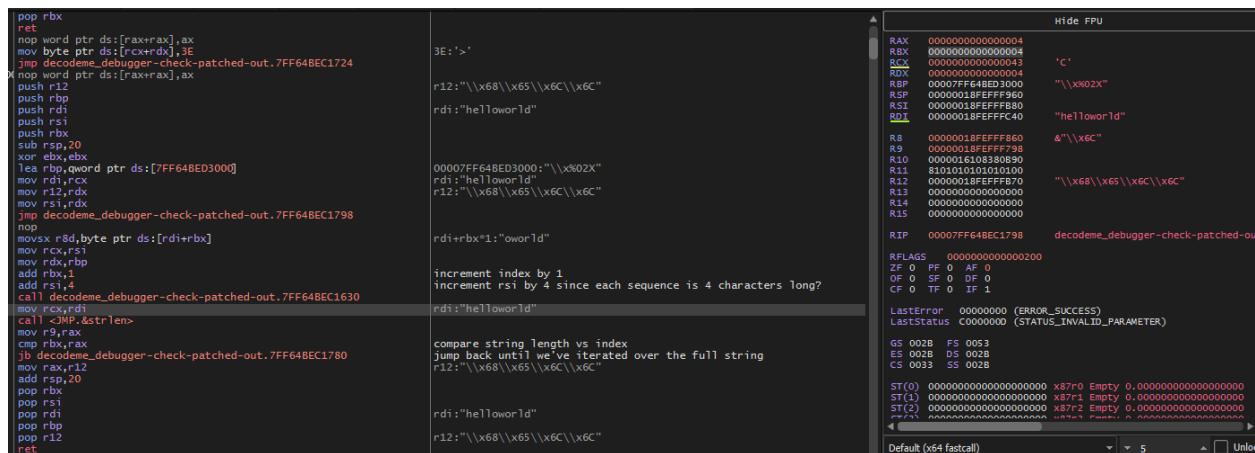 pop rbx
ret
nop word ptr ds:[rax+rax],ax
mov byte ptr ds:[rcx+rdx],3E 3E:'>'
jmp decodeme_debugger-check-patched-out.7FF64BEC1724
nop word ptr ds:[rax+rax],ax
push r12 r12:"\\x68\\x65\\x6C\\x6C"
push rbp
push rdi rdi:"helloworld"
push rsi
push rbx
sub rsp,20
xor ebx,ebx
lea rbp,qword ptr ds:[7FF64BED3000] 00007FF64BED3000:"\\x%02X"
mov rdi,rcx rdi:"helloworld"
mov r12,rdx r12:"\\x68\\x65\\x6C\\x6C"
mov rsi,rdx
jmp decodeme_debugger-check-patched-out.7FF64BEC1798
nop
movsx r8d,byte ptr ds:[rdi+rbx] rdi+rbx*1:"oworld"
mov rcx,rsi
mov rdx,rbp
add rbx,1 increment index by 1
add rsi,4 increment rsi by 4 since each sequence is 4 characters long?
call decodeme_debugger-check-patched-out.7FF64BEC1630
mov rcx,rdi rdi:"helloworld"
call <JMP.&strlen>
mov r9,rax
cmp rbx,rax compare string length vs index
jb decodeme_debugger-check-patched-out.7FF64BEC1780 jump back until we've iterated over the full string
mov rax,r12 r12:"\\x68\\x65\\x6C\\x6C"
add rsp,20
pop rbx
pop rsi
pop rdi rdi:"helloworld"
pop rbp
pop r12 r12:"\\x68\\x65\\x6C\\x6C"
ret
Hide FPU
RAX 0000000000000004
RBX 0000000000000004
RCX 0000000000000043 'C'
RDX 0000000000000004
RBP 00007FF64BED3000 "\\x%02X"
RSP 00000018FEFFF960
RSI 00000018FEFFFB80
RDI 00000018FEFFFC40 "helloworld"
R8 00000018FEFFF860 &"\\x6C"
R9 00000018FEFFF798
R10 0000016108380B90
R11 8101010101010100
R12 00000018FEFFFB70 "\\x68\\x65\\x6C\\x6C"
R13 0000000000000000
R14 0000000000000000
R15 0000000000000000
RIP 00007FF64BEC1798 decodeme_debugger-check-patched-ou
RFLAGS 0000000000000200
ZF 0 PF 0 AF 0
OF 0 SF 0 DF 0
CF 0 TF 0 IF 1
LastError 00000000 (ERROR_SUCCESS)
LastStatus C000000D (STATUS_INVALID_PARAMETER)
GS 002B FS 0053
ES 002B DS 002B
CS 0033 SS 002B
ST(0) 00000000000000000000 x87r0 Empty 0.000000000000000000
ST(1) 00000000000000000000 x87r1 Empty 0.000000000000000000
ST(2) 00000000000000000000 x87r2 Empty 0.000000000000000000
Default (x64 fastcall) 5 Unloc